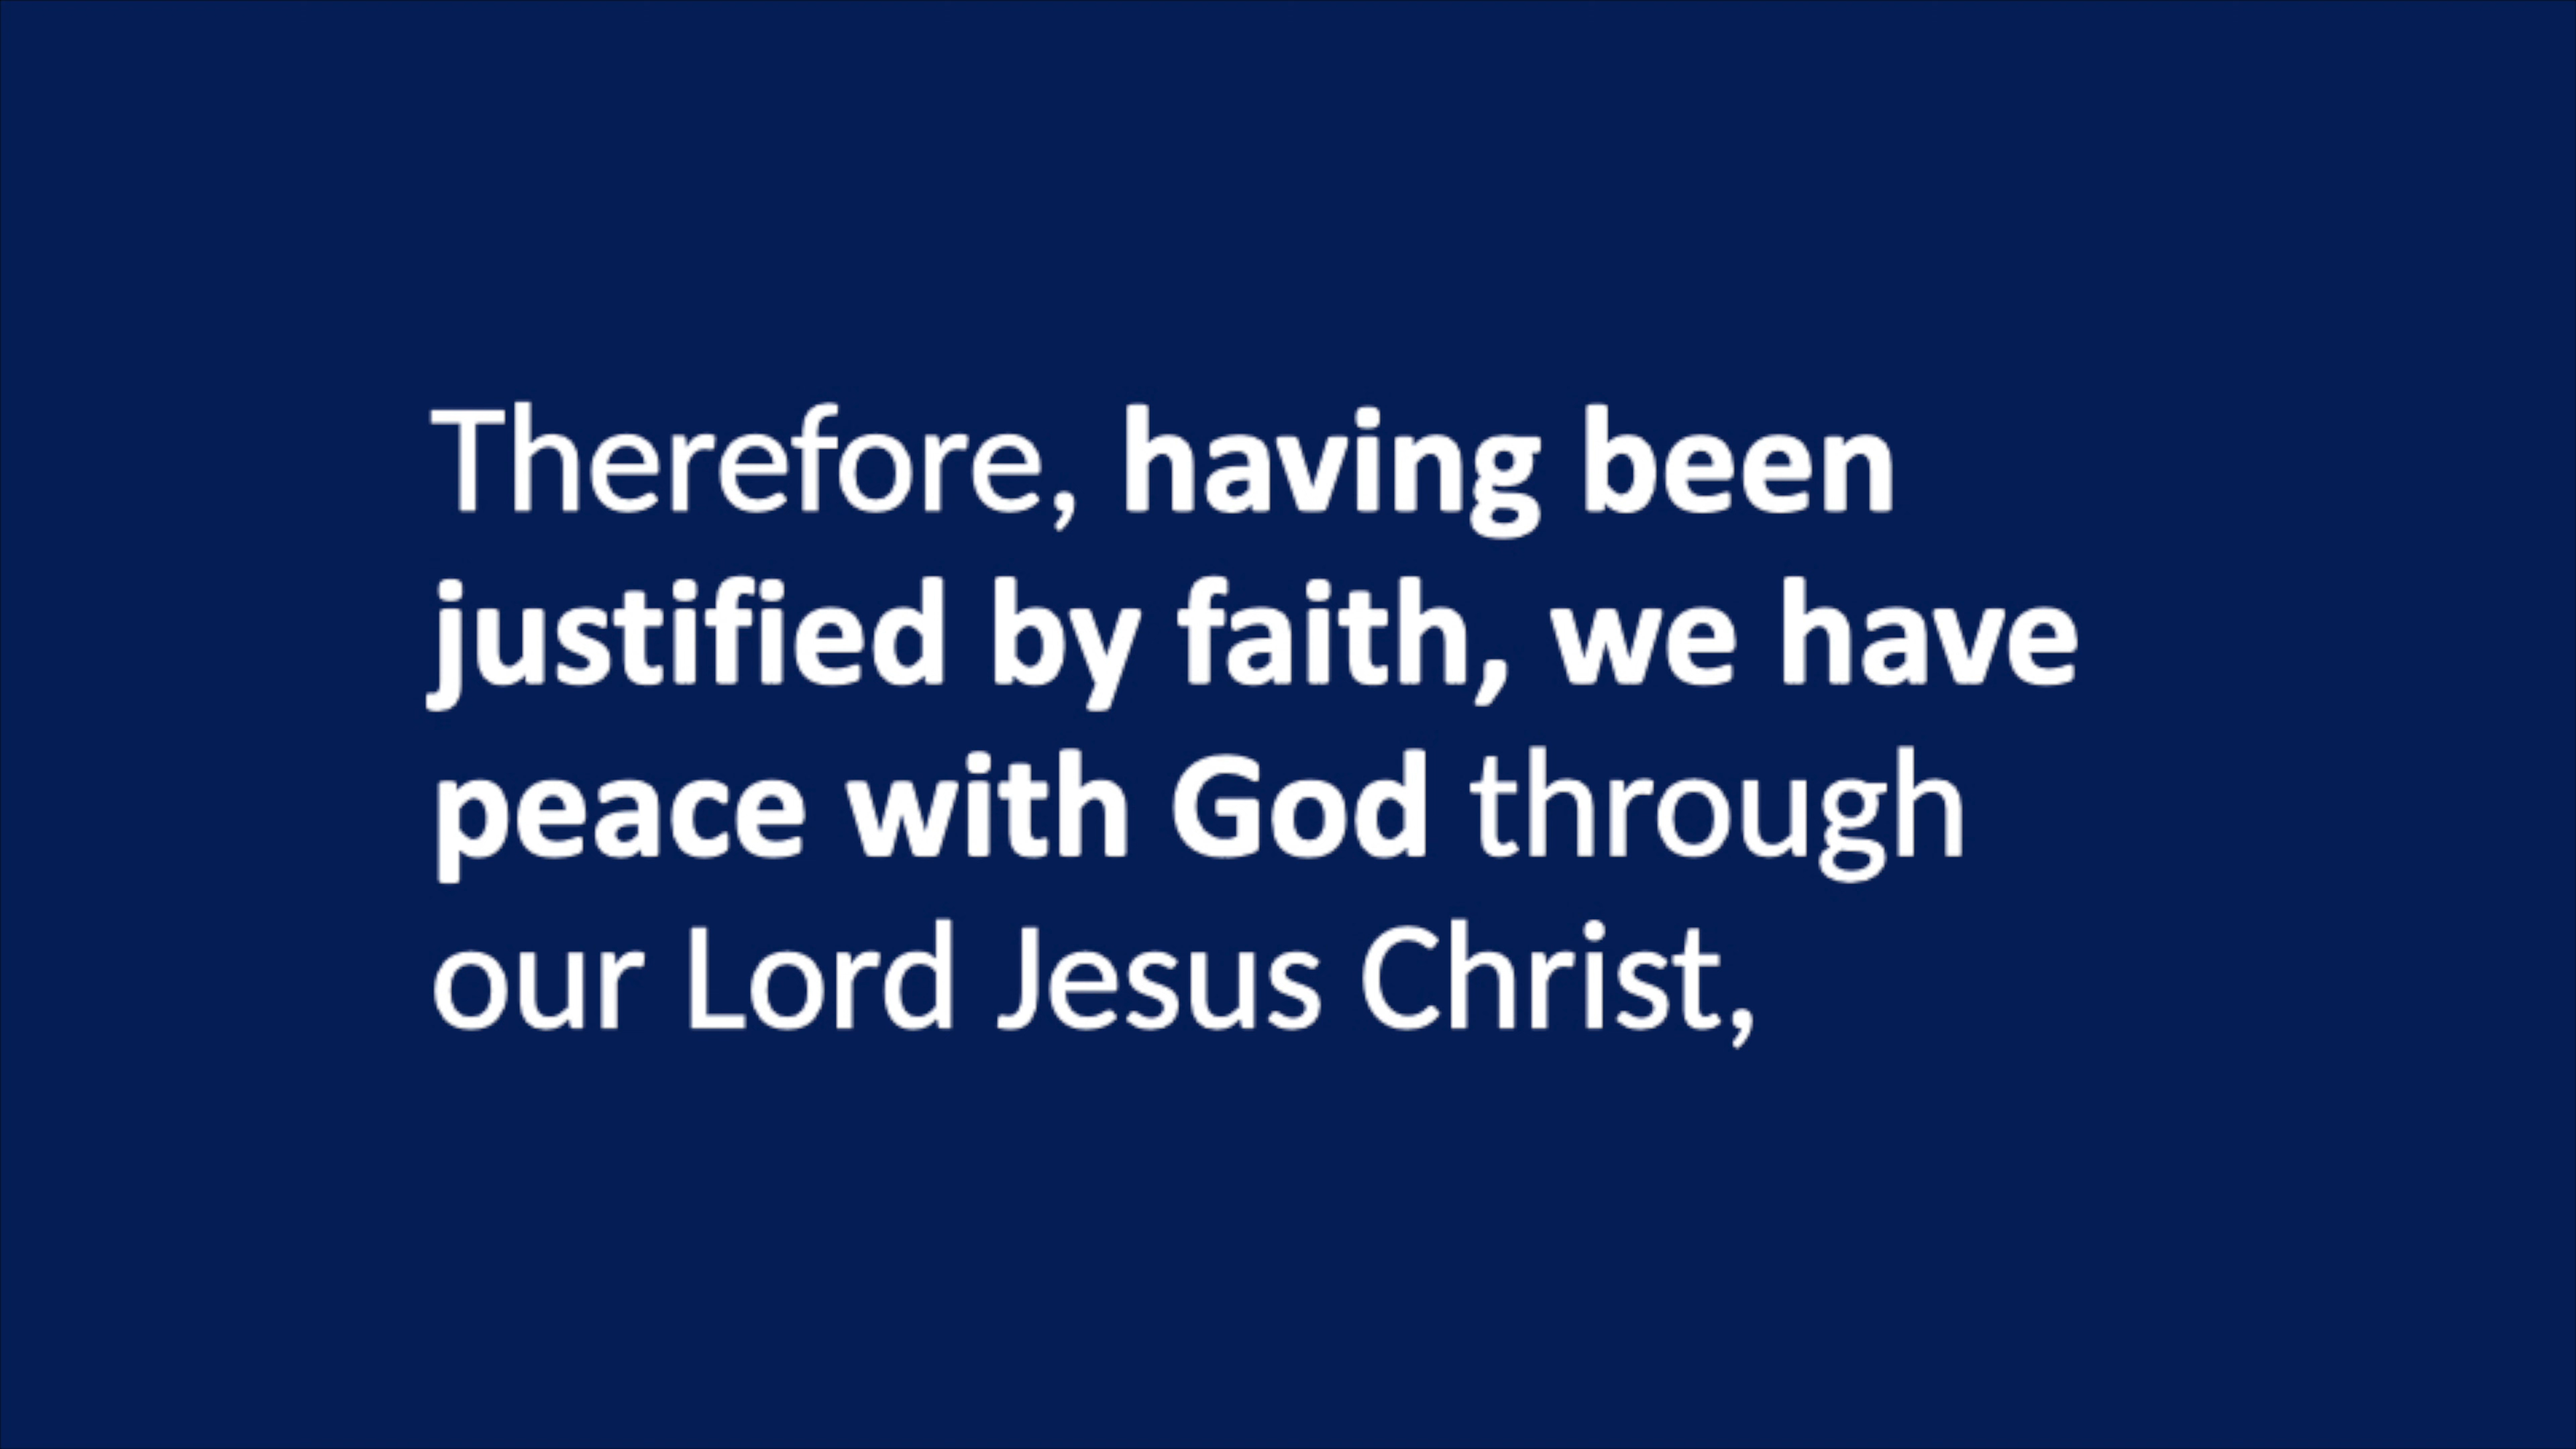 Therefore, having been
justified by faith, we have
peace with God through
our Lord Jesus Christ,